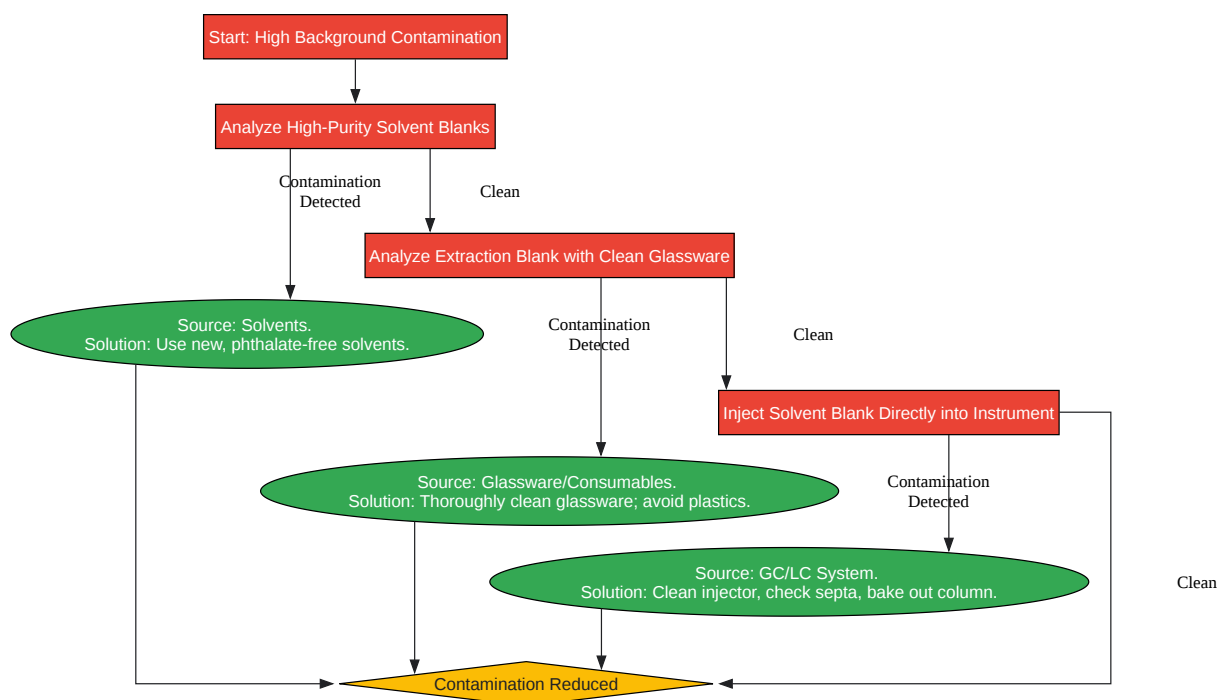 Start: High Background Contamination
Analyze High-Purity Solvent Blanks
Contamination
Detected
Clean
Analyze Extraction Blank with Clean Glassware
Source: Solvents.
Solution: Use new, phthalate-free solvents.
Contamination
Detected
Clean
Inject Solvent Blank Directly into Instrument
Source: Glassware/Consumables.
Solution: Thoroughly clean glassware; avoid plastics.
Contamination
Detected
Source: GC/LC System.
Solution: Clean injector, check septa, bake out column.
Clean
Contamination Reduced